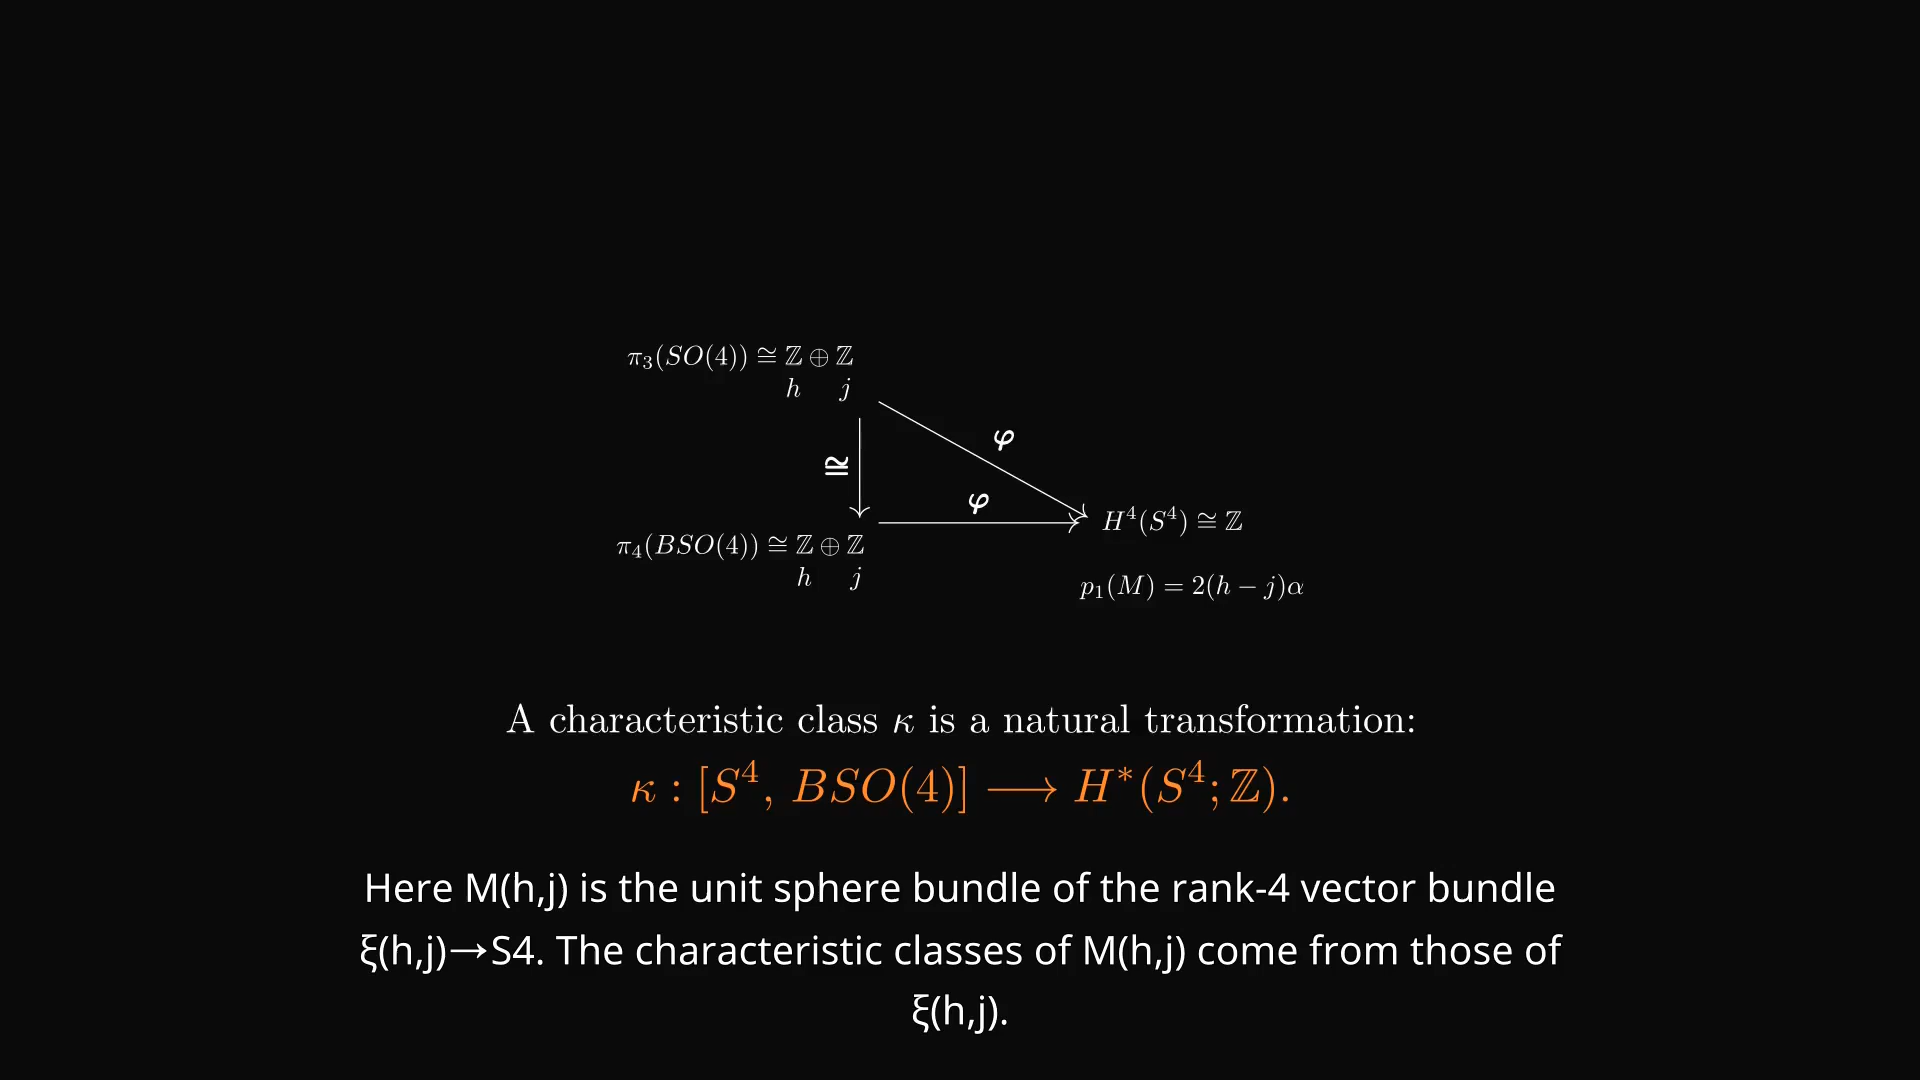 π₃(SO(4)) ≅ ℤ ⊕ ℤ
h j
φ
≅
φ
H⁴(S⁴) ≅ ℤ
π₄(BSO(4)) ≅ ℤ ⊕ ℤ
h j
p₁(M) = 2(h − j)α
A characteristic class κ is a natural transformation:
κ : [S⁴, BSO(4)] ⟶ H*(S⁴; ℤ).
Here M(h,j) is the unit sphere bundle of the rank-4 vector bundle
ξ(h,j)→S4. The characteristic classes of M(h,j) come from those of
ξ(h,j).